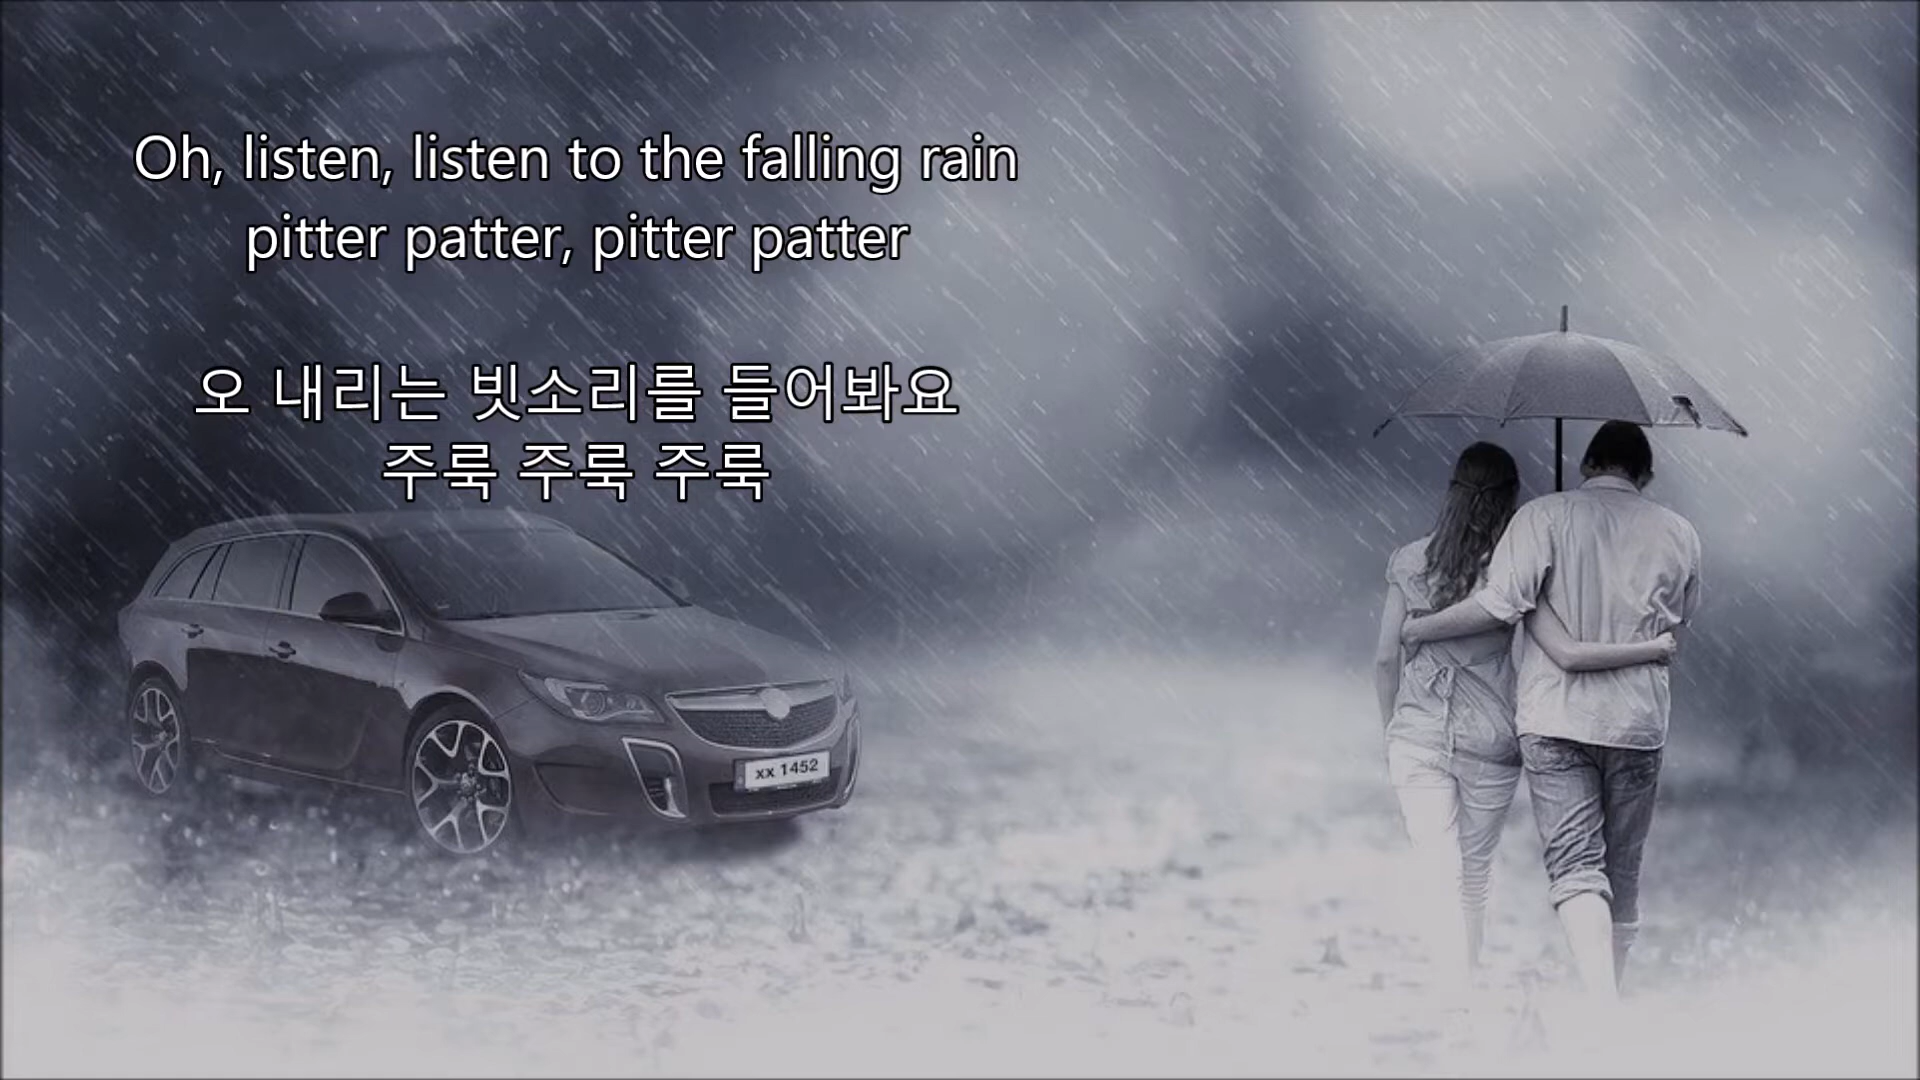 Oh, listen, listen to the falling rain
pitter patter, pitter patter
오 내리는 빗소리를 들어봐요
주룩 주룩 주룩
xx 1452